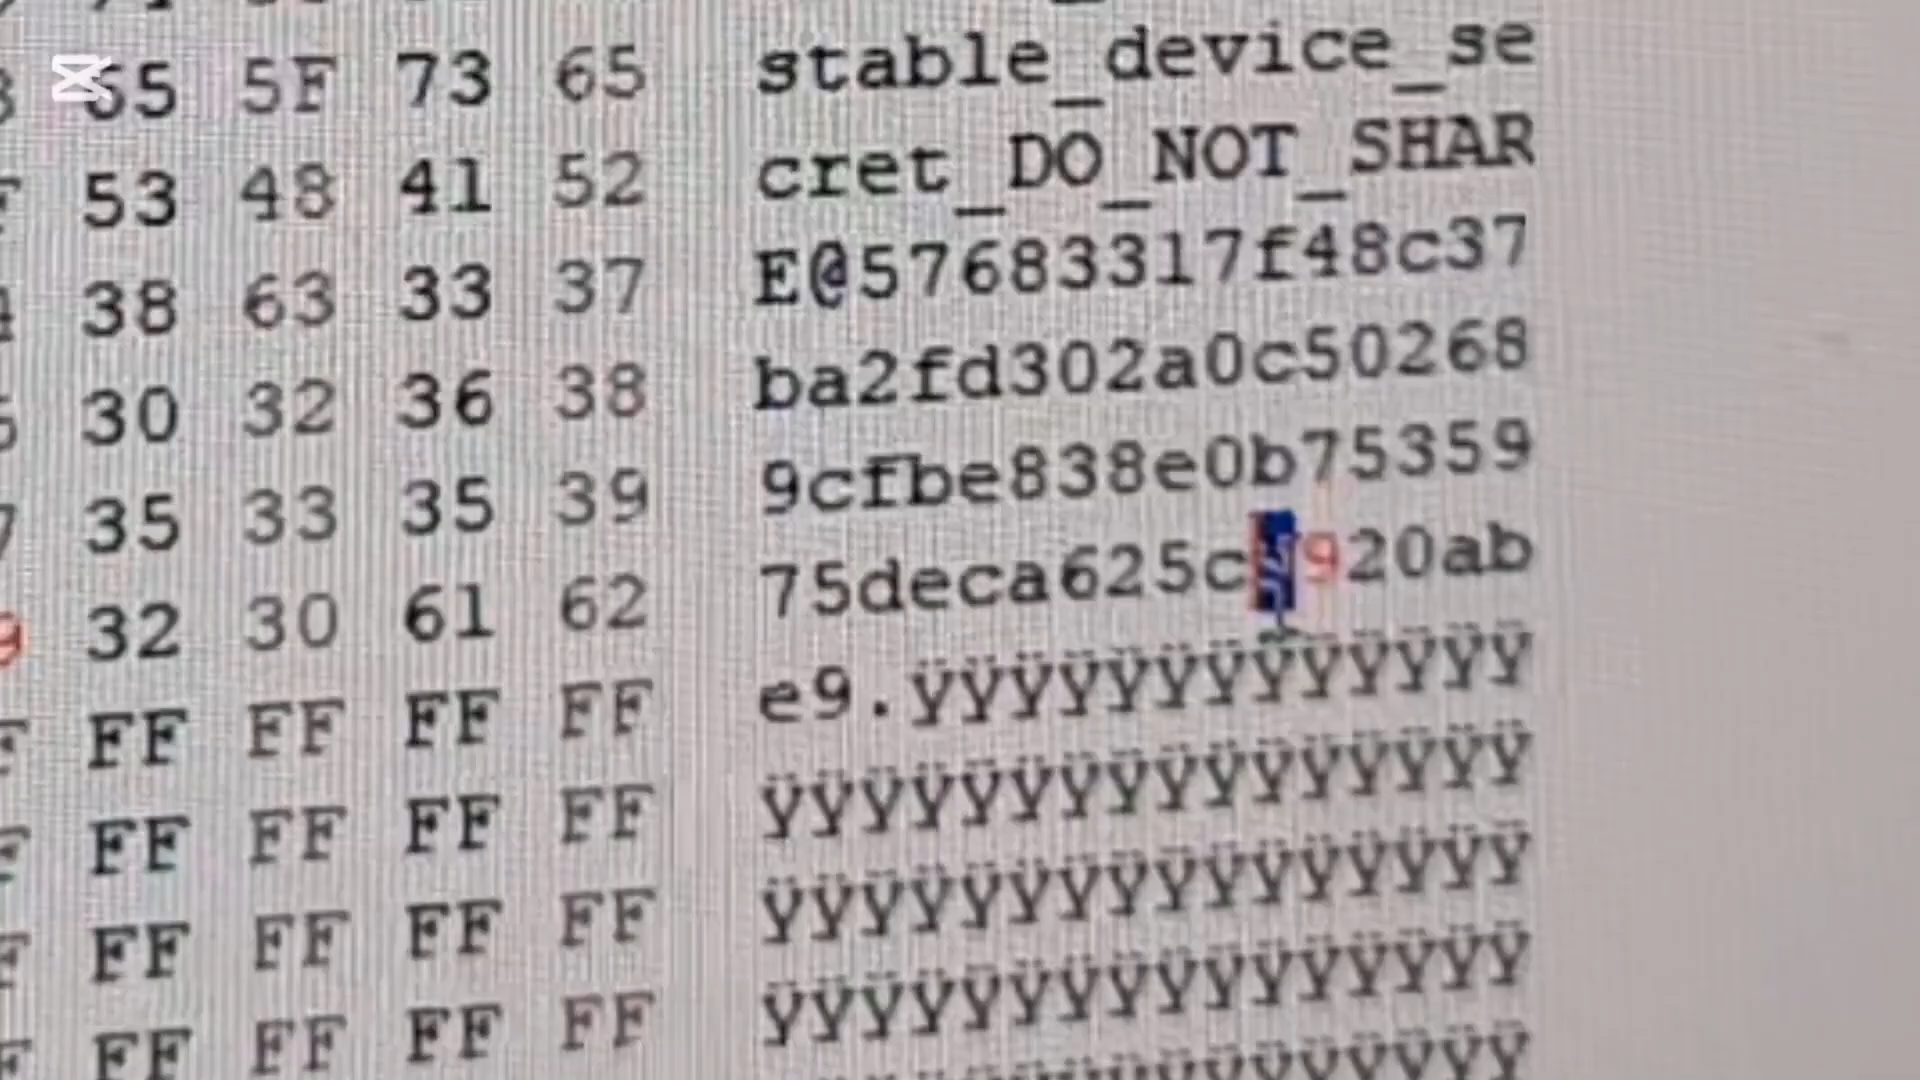 65 5F 73 65 stable_device_se
53 48 41 52 cret_DO_NOT_SHAR
38 63 33 37 E@57683317f48c37
30 32 36 38 ba2fd302a0c50268
35 33 35 39 9cfbe838e0b75359
9 32 30 61 62 75deca625c 920ab
FF FF FF FF e9.ÿÿÿÿÿÿÿÿÿÿÿÿÿ
FF FF FF FF ÿÿÿÿÿÿÿÿÿÿÿÿÿÿÿÿ
FF FF FF FF ÿÿÿÿÿÿÿÿÿÿÿÿÿÿÿÿ
FF FF FF FF ÿÿÿÿÿÿÿÿÿÿÿÿÿÿÿÿ